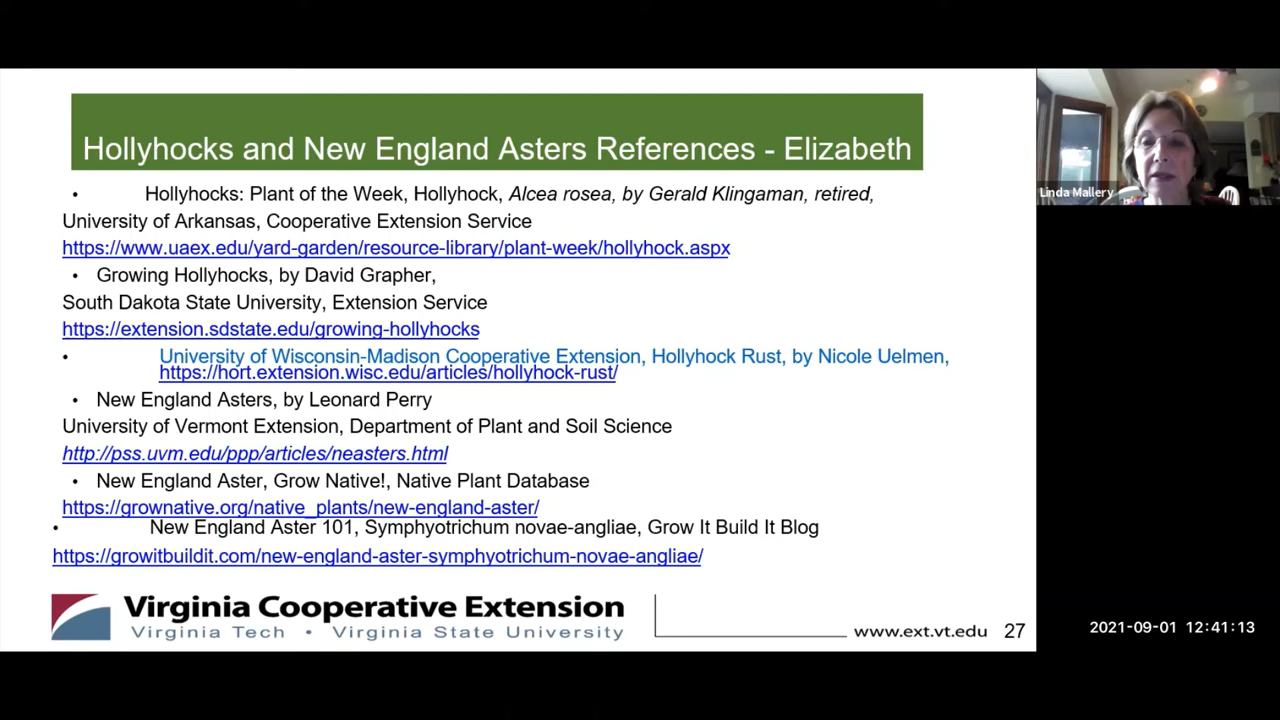 Hollyhocks and New England Asters References - Elizabeth
• Hollyhocks: Plant of the Week, Hollyhock, Alcea rosea, by Gerald Klingaman, retired,
University of Arkansas, Cooperative Extension Service
https://www.uaex.edu/yard-garden/resource-library/plant-week/hollyhock.aspx
• Growing Hollyhocks, by David Grapher,
South Dakota State University, Extension Service
https://extension.sdstate.edu/growing-hollyhocks
• University of Wisconsin-Madison Cooperative Extension, Hollyhock Rust, by Nicole Uelmen,
https://hort.extension.wisc.edu/articles/hollyhock-rust/
• New England Asters, by Leonard Perry
University of Vermont Extension, Department of Plant and Soil Science
http://pss.uvm.edu/ppp/articles/neasters.html
• New England Aster, Grow Native!, Native Plant Database
https://grownative.org/native_plants/new-england-aster/
• New England Aster 101, Symphyotrichum novae-angliae, Grow It Build It Blog
https://growitbuildit.com/new-england-aster-symphyotrichum-novae-angliae/
Virginia Cooperative Extension
Virginia Tech • Virginia State University
www.ext.vt.edu 27
Linda Mallery
2021-09-01 12:41:13